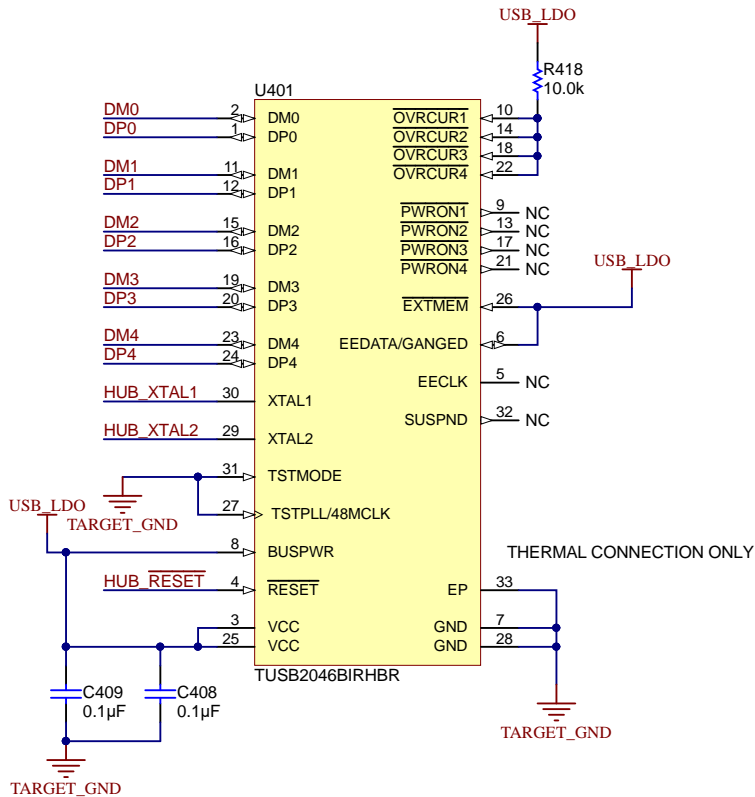 USB_LDO
R418
10.0k
U401
DM0 2 DM0 OVRCUR1 10
DP0 1 DP0 OVRCUR2 14
OVRCUR3 18
DM1 11 DM1 OVRCUR4 22
DP1 12 DP1
PWRON1 9 NC
DM2 15 DM2 PWRON2 13 NC
DP2 16 DP2 PWRON3 17 NC
PWRON4 21 NC
USB_LDO
DM3 19 DM3
DP3 20 DP3 EXTMEM 26
DM4 23 DM4 EEDATA/GANGED 6
DP4 24 DP4
EECLK 5 NC
HUB_XTAL1 30 XTAL1
SUSPND 32 NC
HUB_XTAL2 29 XTAL2
31 TSTMODE
USB_LDO
TARGET_GND
27 TSTPLL/48MCLK
8 BUSPWR
THERMAL CONNECTION ONLY
HUB_RESET 4 RESET EP 33
3 VCC GND 7
25 VCC GND 28
TUSB2046BIRHBR
C409
0.1µF
C408
0.1µF
TARGET_GND
TARGET_GND